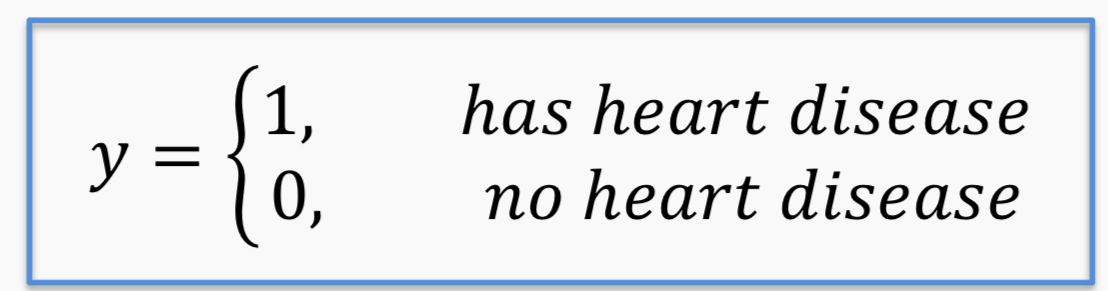 y = { 1, has heart disease
0, no heart disease